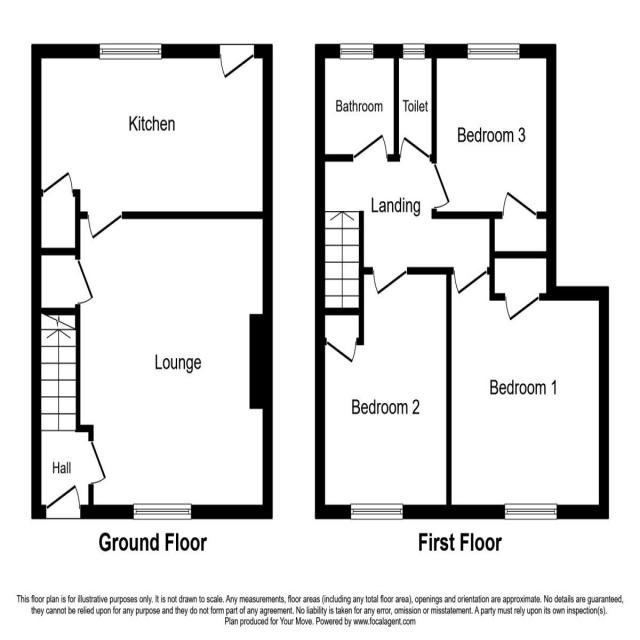 Kitchen
Lounge
Hall
Ground Floor
Bathroom
Toilet
Bedroom 3
Landing
Bedroom 2
Bedroom 1
First Floor
This floor plan is for illustrative purposes only. It is not drawn to scale. Any measurements, floor areas (including any total floor area), openings and orientation are approximate. No details are guaranteed,
they cannot be relied upon for any purpose and they do not form part of any agreement. No liability is taken for any error, omission or misstatement. A party must rely upon its own inspection(s).
Plan produced for Your Move. Powered by www.focalagent.com